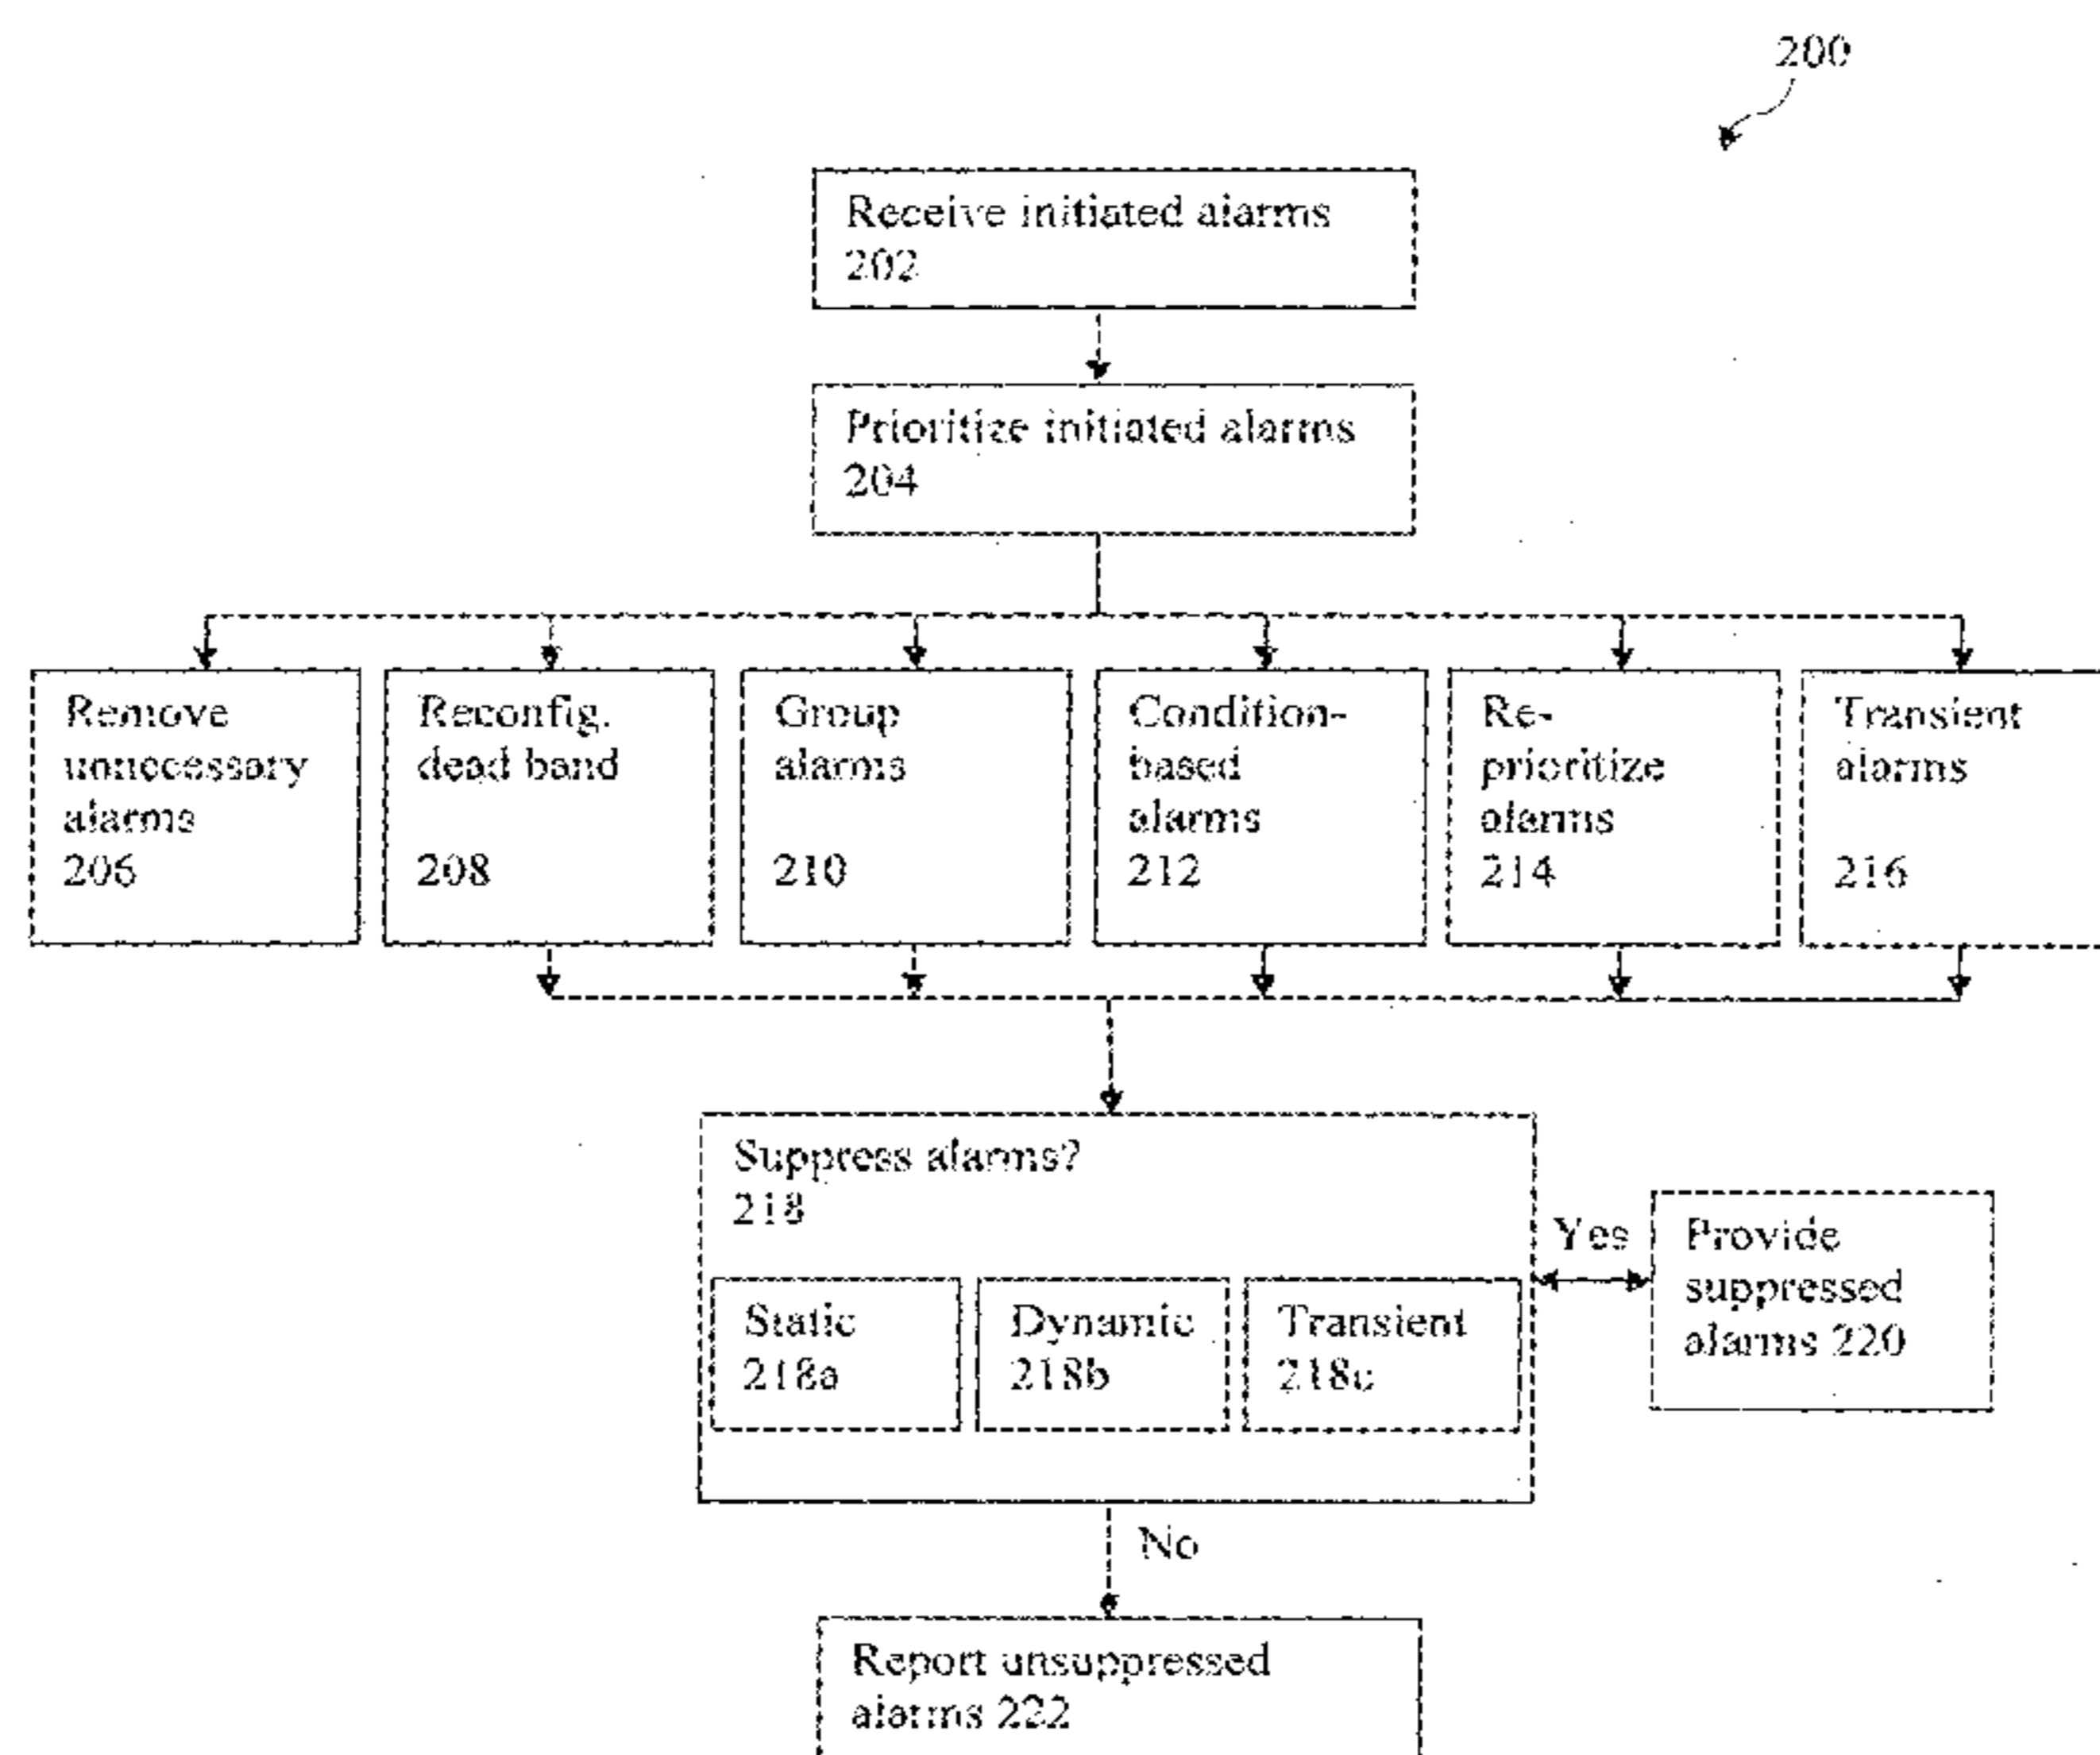 200
Receive initiated alarms
202
Prioritize initiated alarms
204
Remove
unnecessary
alarms
206
Reconfig.
dead band
208
Group
alarms
210
Condition-
based
alarms
212
Re-
prioritize
alarms
214
Transient
alarms
216
Suppress alarms?
218
Static
218a
Dynamic
218b
Transient
218c
Yes
Provide
suppressed
alarms 220
No
Report unsuppressed
alarms 222